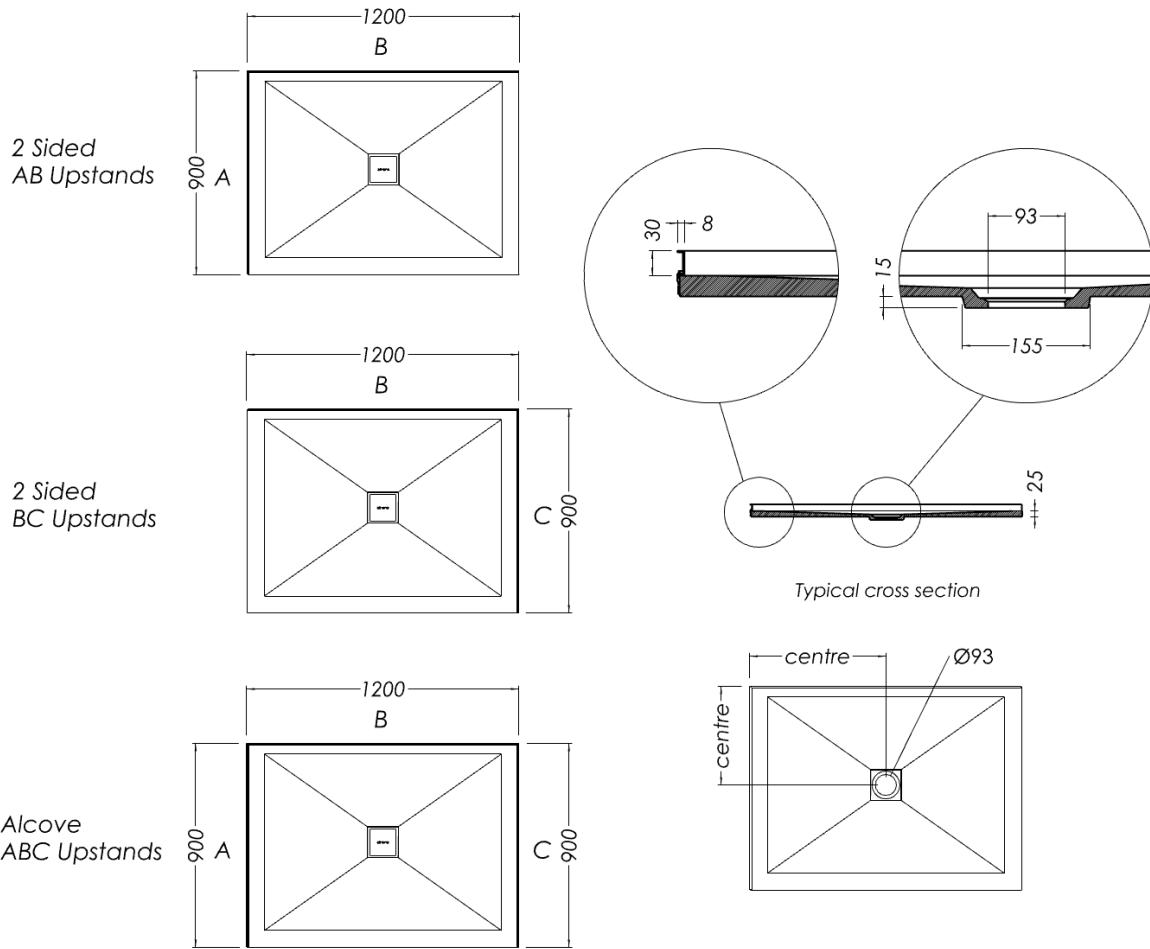 1200
B
2 Sided
AB Upstands
900
A
1200
B
2 Sided
BC Upstands
C
900
1200
B
Alcove
ABC Upstands
900
A
C
900
30
8
93
15
155
25
Typical cross section
centre
Ø93
centre